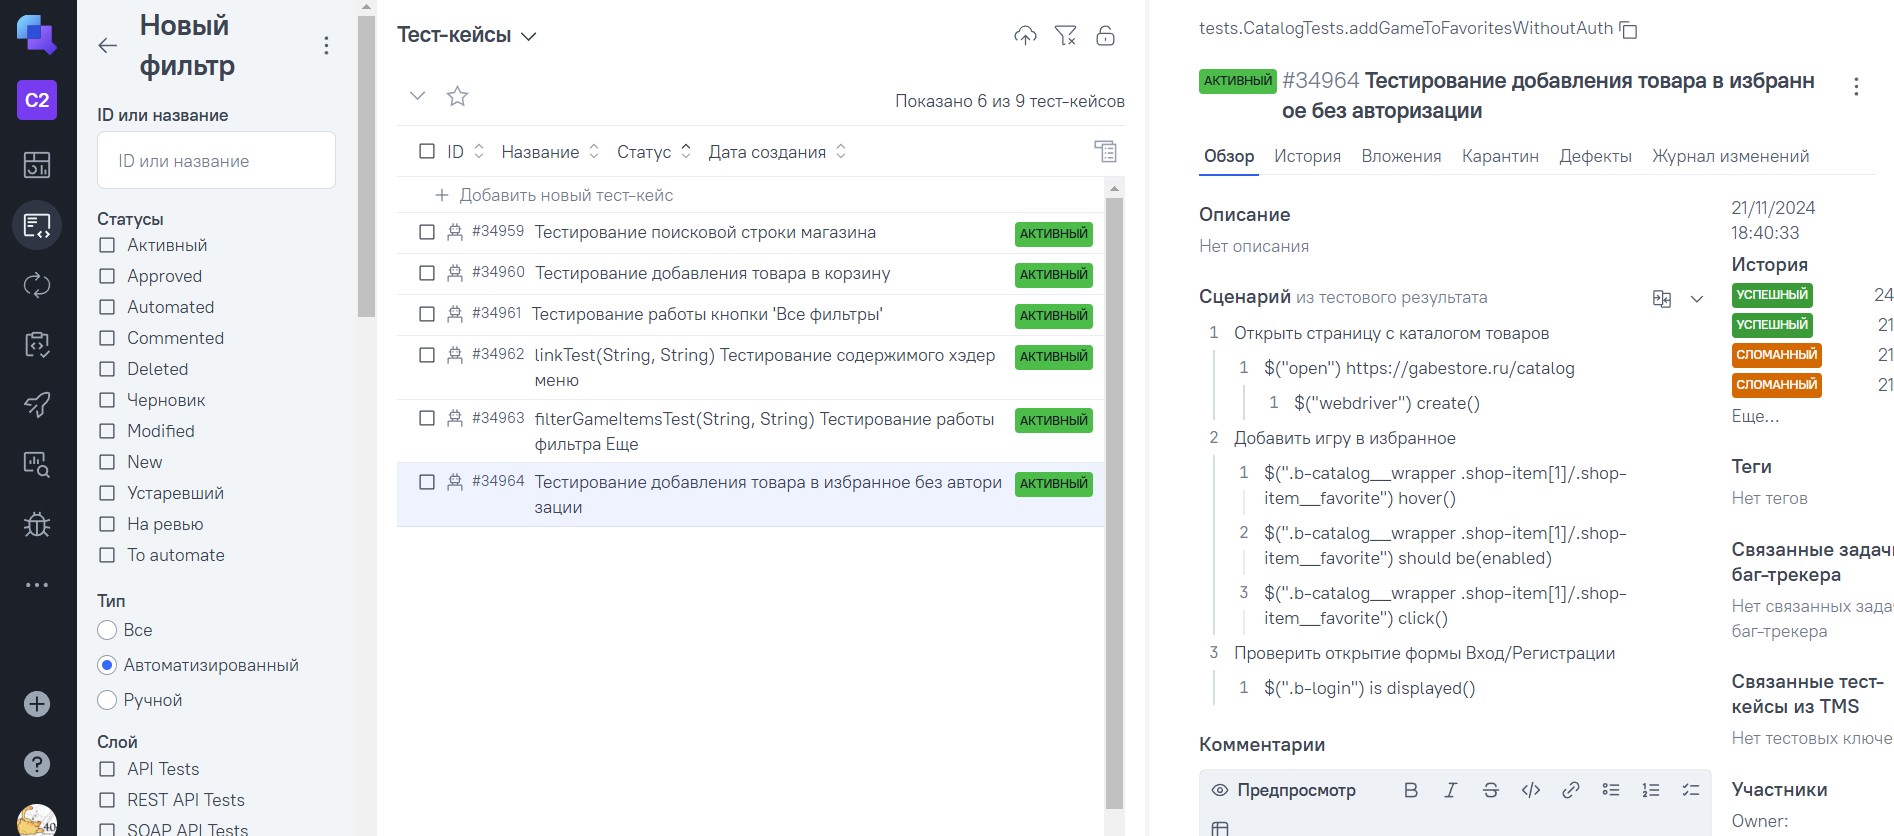 C2
Новый
фильтр
ID или название
ID или название
Статусы
Активный
Approved
Automated
Commented
Deleted
Черновик
Modified
New
Устаревший
На ревью
To automate
Тип
Все
Автоматизированный
Ручной
Слой
API Tests
REST API Tests
SOAP API Tests
Тест-кейсы
Показано 6 из 9 тест-кейсов
ID Название Статус Дата создания
Добавить новый тест-кейс
#34959 Тестирование поисковой строки магазина АКТИВНЫЙ
#34960 Тестирование добавления товара в корзину АКТИВНЫЙ
#34961 Тестирование работы кнопки 'Все фильтры' АКТИВНЫЙ
#34962 linkTest(String, String) Тестирование содержимого хэдер АКТИВНЫЙ
меню
#34963 filterGameItemsTest(String, String) Тестирование работы АКТИВНЫЙ
фильтра Еще
#34964 Тестирование добавления товара в избранное без автори АКТИВНЫЙ
зации
tests.CatalogTests.addGameToFavoritesWithoutAuth
АКТИВНЫЙ #34964 Тестирование добавления товара в избранн
ое без авторизации
Обзор История Вложения Карантин Дефекты Журнал изменений
Описание
Нет описания
Сценарий из тестового результата
1 Открыть страницу с каталогом товаров
1 $("open") https://gabestore.ru/catalog
1 $("webdriver") create()
2 Добавить игру в избранное
1 $(".b-catalog__wrapper .shop-item[1]/.shop-
item__favorite") hover()
2 $(".b-catalog__wrapper .shop-item[1]/.shop-
item__favorite") should be(enabled)
3 $(".b-catalog__wrapper .shop-item[1]/.shop-
item__favorite") click()
3 Проверить открытие формы Вход/Регистрации
1 $(".b-login") is displayed()
Комментарии
Предпросмотр
21/11/2024
18:40:33
История
УСПЕШНЫЙ 24
УСПЕШНЫЙ 21
СЛОМАННЫЙ 21
СЛОМАННЫЙ 21
Еще...
Теги
Нет тегов
Связанные задачи
баг-трекера
Нет связанных зада
баг-трекера
Связанные тест-
кейсы из TMS
Нет тестовых ключе
Участники
Owner:
40